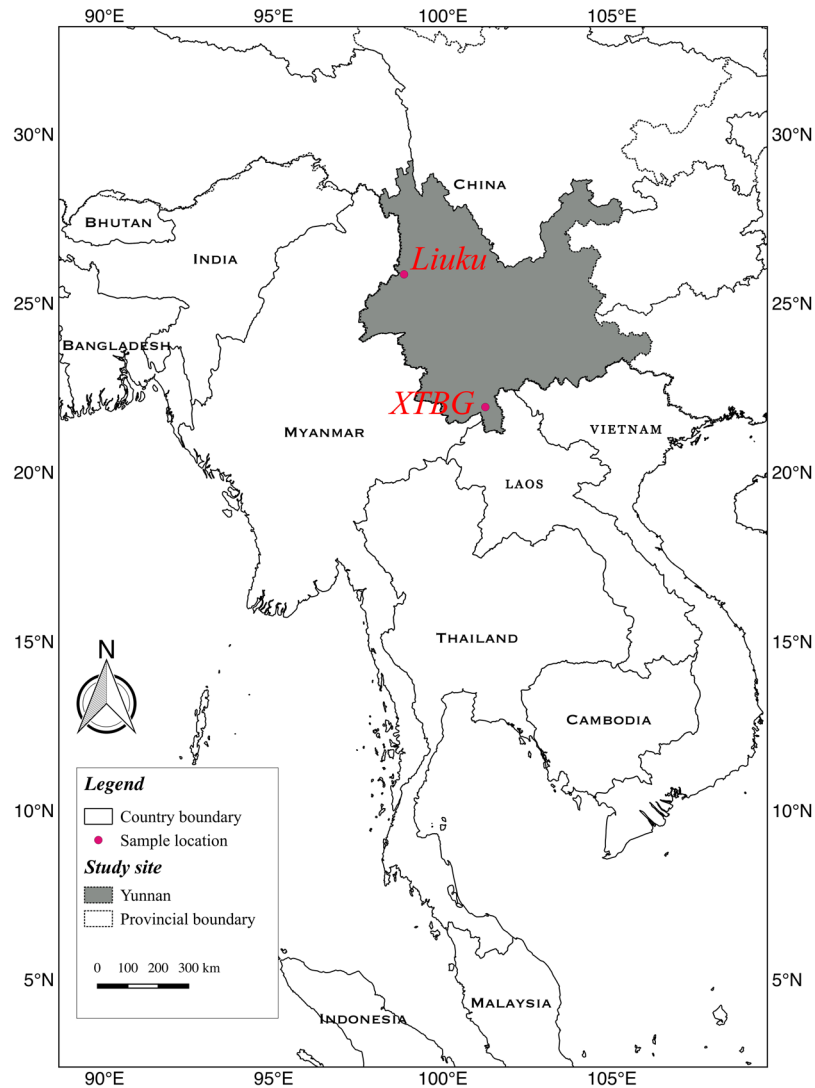 90°E 95°E 100°E 105°E
30°N 30°N
CHINA
BHUTAN
INDIA
Liuku
25°N 25°N
BANGLADESH
XTBG
MYANMAR
VIETNAM
20°N 20°N
LAOS
15°N 15°N
THAILAND
N
CAMBODIA
Legend
Country boundary
10°N 10°N
Sample location
Study site
Yunnan
Provincial boundary
0 100 200 300 km
5°N 5°N
MALAYSIA
INDONESIA
90°E 95°E 100°E 105°E